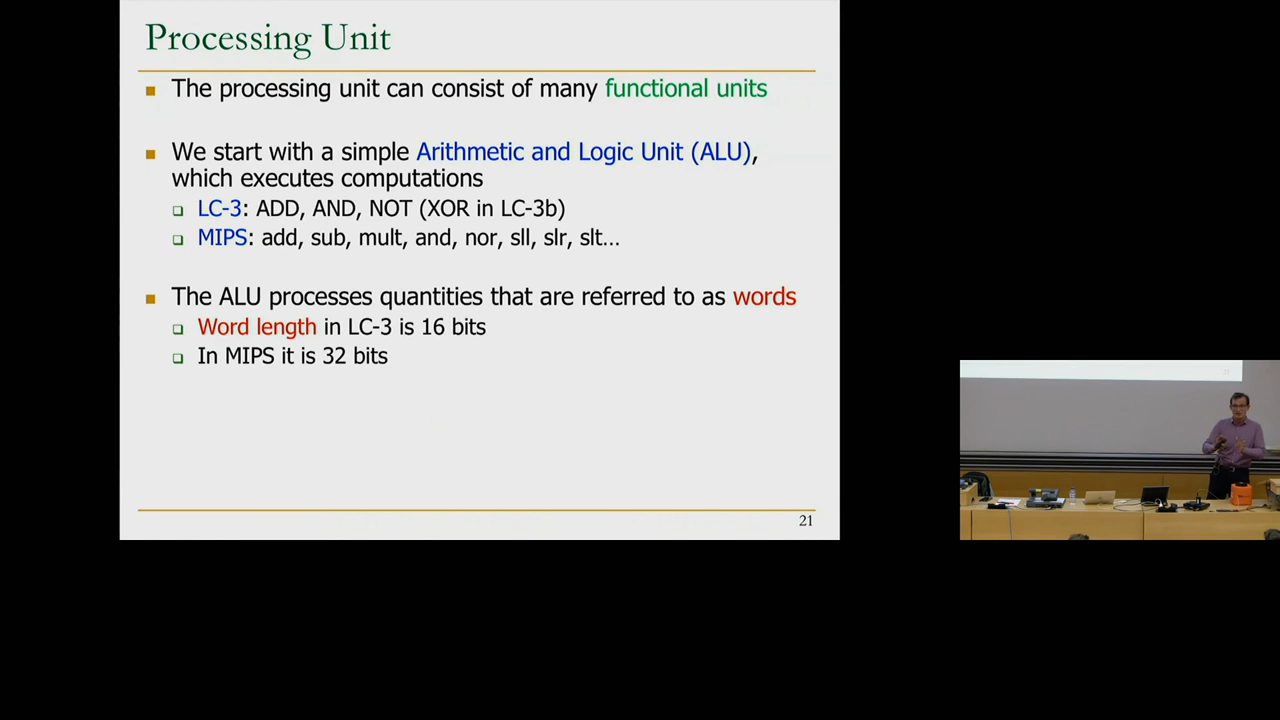 Processing Unit
The processing unit can consist of many functional units
We start with a simple Arithmetic and Logic Unit (ALU),
which executes computations
LC-3: ADD, AND, NOT (XOR in LC-3b)
MIPS: add, sub, mult, and, nor, sll, slr, slt…
The ALU processes quantities that are referred to as words
Word length in LC-3 is 16 bits
In MIPS it is 32 bits
21